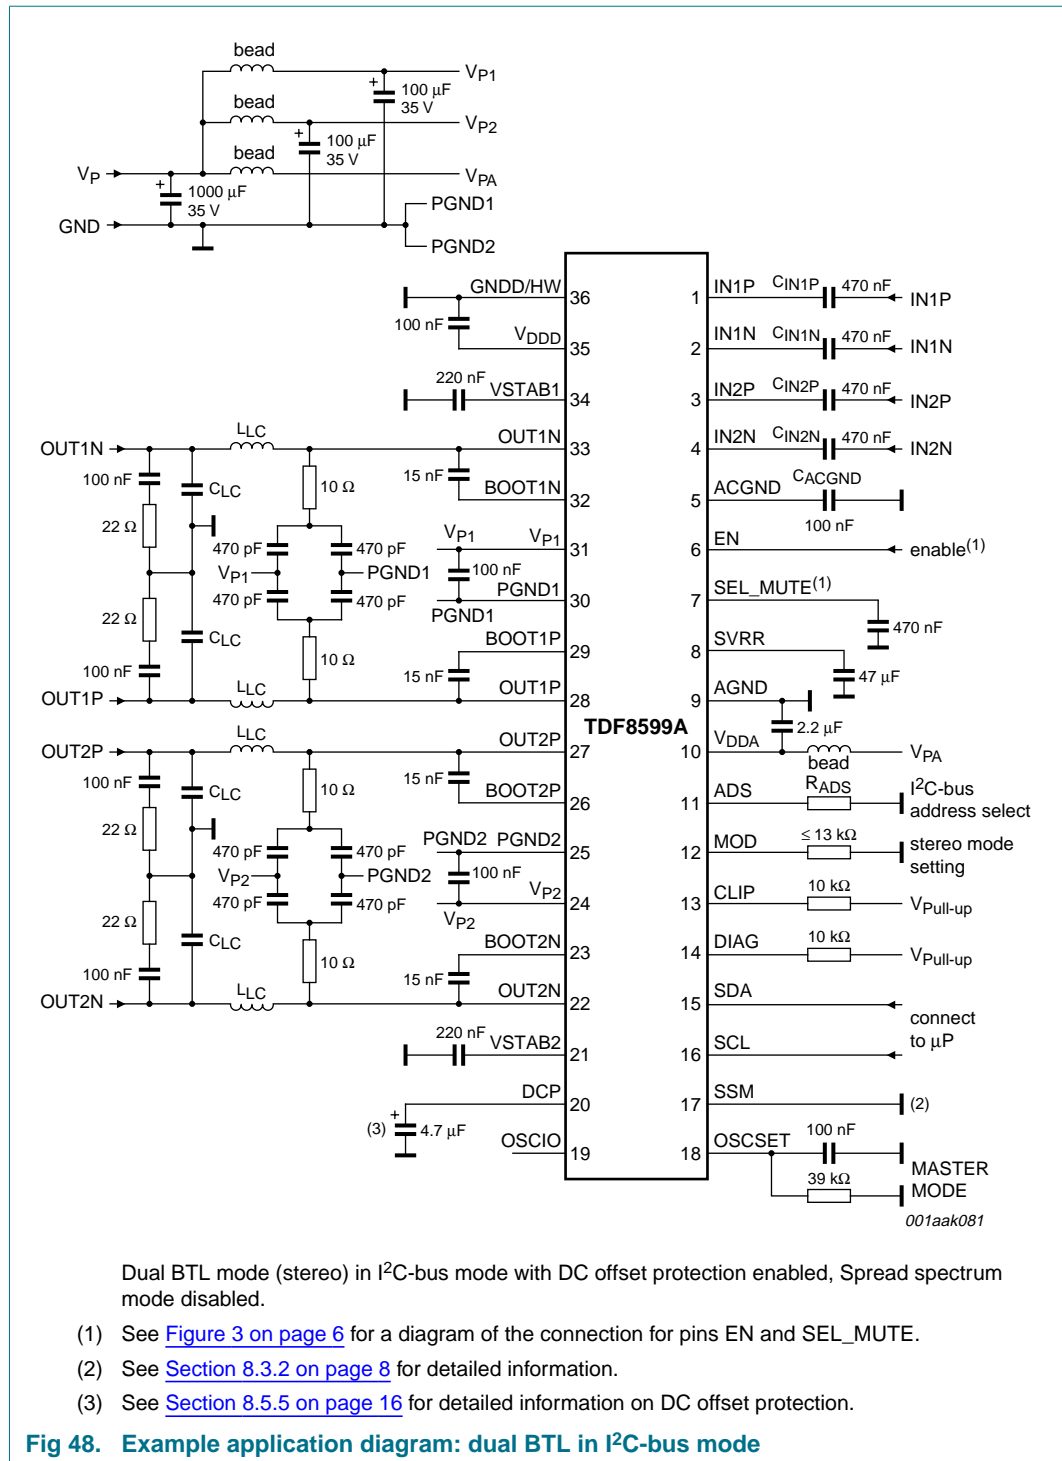 bead
VP1
+
100 µF
35 V
bead
VP2
+
100 µF
35 V
bead
VP
VPA
+
1000 µF
35 V
PGND1
GND
PGND2
GNDD/HW
36
1
IN1P
CIN1P
470 nF
IN1P
100 nF
VDDD
35
2
IN1N
CIN1N
470 nF
IN1N
220 nF
VSTAB1
34
3
IN2P
CIN2P
470 nF
IN2P
OUT1N
LLC
OUT1N
33
4
IN2N
CIN2N
470 nF
IN2N
100 nF
CLC
10 Ω
15 nF
BOOT1N
32
5
ACGND
CACGND
100 nF
22 Ω
470 pF
470 pF
VP1
VP1
31
6
EN
enable(1)
VP1
PGND1
100 nF
470 pF
470 pF
PGND1
PGND1
30
7
SEL_MUTE(1)
470 nF
22 Ω
CLC
10 Ω
BOOT1P
29
8
SVRR
47 µF
100 nF
15 nF
OUT1P
LLC
OUT1P
28
9
AGND
TDF8599A
2.2 µF
OUT2P
LLC
OUT2P
27
10
VDDA
bead
VPA
100 nF
CLC
10 Ω
15 nF
BOOT2P
26
11
ADS
RADS
I2C-bus
address select
22 Ω
470 pF
470 pF
PGND2
PGND2
25
12
MOD
≤ 13 kΩ
stereo mode
setting
VP2
PGND2
100 nF
470 pF
470 pF
VP2
VP2
24
13
CLIP
10 kΩ
VPull-up
22 Ω
CLC
10 Ω
BOOT2N
23
14
DIAG
10 kΩ
VPull-up
100 nF
15 nF
OUT2N
LLC
OUT2N
22
15
SDA
connect
to µP
220 nF
VSTAB2
21
16
SCL
DCP
20
17
SSM
(2)
(3)
+
4.7 µF
OSCIO
19
18
OSCSET
100 nF
39 kΩ
MASTER
MODE
001aak081
Dual BTL mode (stereo) in I2C-bus mode with DC offset protection enabled, Spread spectrum
mode disabled.
(1) See Figure 3 on page 6 for a diagram of the connection for pins EN and SEL_MUTE.
(2) See Section 8.3.2 on page 8 for detailed information.
(3) See Section 8.5.5 on page 16 for detailed information on DC offset protection.
Fig 48. Example application diagram: dual BTL in I2C-bus mode